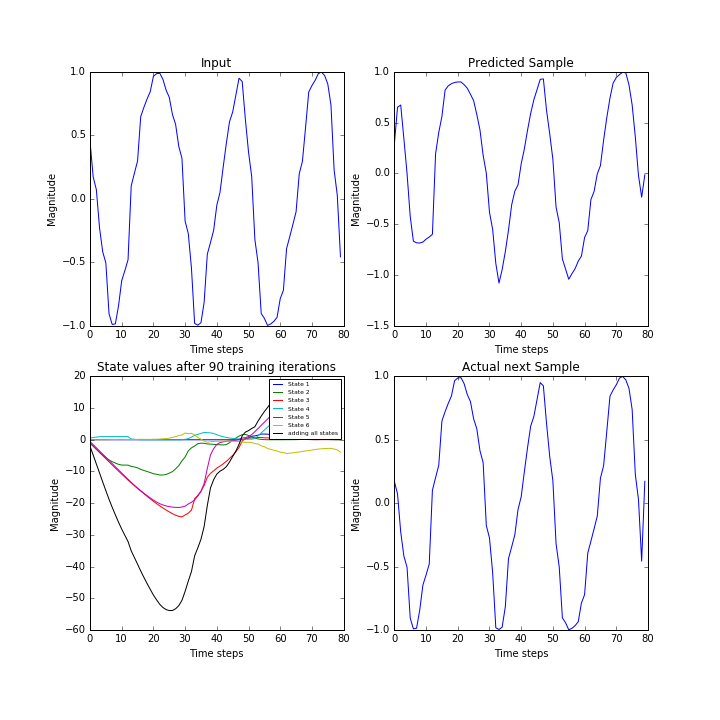 Input
1.0
0.5
0.0
−0.5
−1.0
Magnitude
0 10 20 30 40 50 60 70 80
Time steps
Predicted Sample
1.0
0.5
0.0
−0.5
−1.0
−1.5
Magnitude
0 10 20 30 40 50 60 70 80
Time steps
State values after 90 training iterations
20
10
0
−10
−20
−30
−40
−50
−60
Magnitude
State 1
State 2
State 3
State 4
State 5
State 6
adding all states
0 10 20 30 40 50 60 70 80
Time steps
Actual next Sample
1.0
0.5
0.0
−0.5
−1.0
Magnitude
0 10 20 30 40 50 60 70 80
Time steps